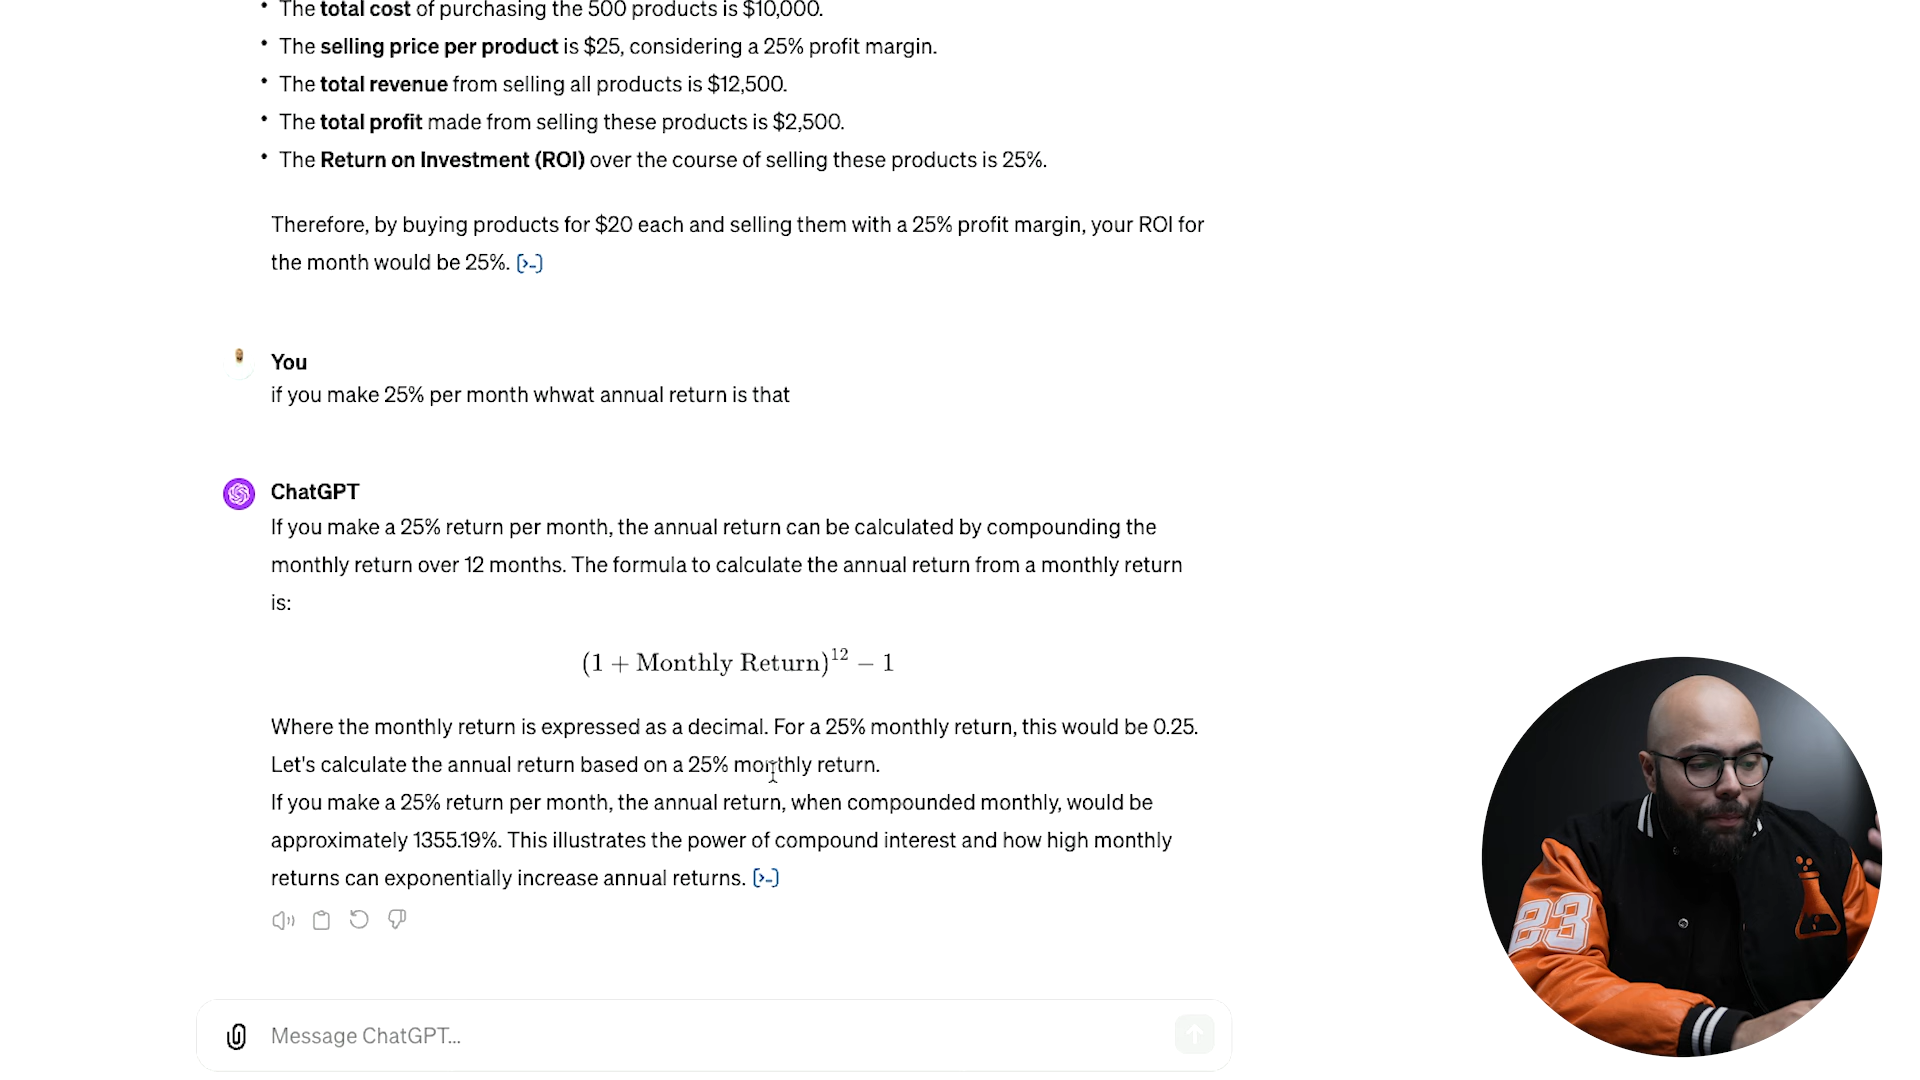 • The total cost of purchasing the 500 products is $10,000.
• The selling price per product is $25, considering a 25% profit margin.
• The total revenue from selling all products is $12,500.
• The total profit made from selling these products is $2,500.
• The Return on Investment (ROI) over the course of selling these products is 25%.
Therefore, by buying products for $20 each and selling them with a 25% profit margin, your ROI for
the month would be 25%. [>-]
You
if you make 25% per month whwat annual return is that
ChatGPT
If you make a 25% return per month, the annual return can be calculated by compounding the
monthly return over 12 months. The formula to calculate the annual return from a monthly return
is:
(1 + Monthly Return)¹² − 1
Where the monthly return is expressed as a decimal. For a 25% monthly return, this would be 0.25.
Let's calculate the annual return based on a 25% monthly return.
If you make a 25% return per month, the annual return, when compounded monthly, would be
approximately 1355.19%. This illustrates the power of compound interest and how high monthly
returns can exponentially increase annual returns. [>-]
Message ChatGPT...
23